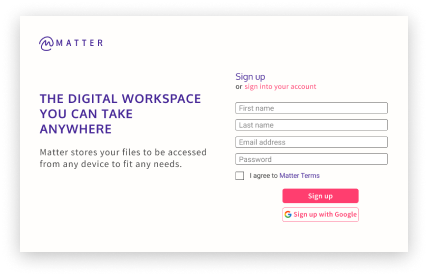 MATTER
THE DIGITAL WORKSPACE
YOU CAN TAKE
ANYWHERE
Matter stores your files to be accessed
from any device to fit any needs.
Sign up
or sign into your account
First name
Last name
Email address
Password
I agree to Matter Terms
Sign up
Sign up with Google